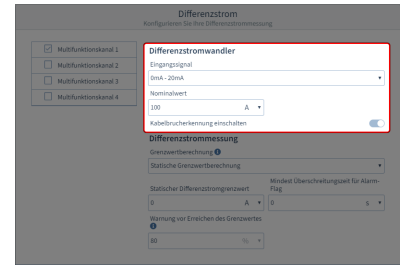 Differenzstrom
Konfigurieren Sie Ihre Differenzstrommessung
Multifunktionskanal 1
Multifunktionskanal 2
Multifunktionskanal 3
Multifunktionskanal 4
Differenzstromwandler
Eingangssignal
0mA - 20mA
Nominalwert
100 A
Kabelbrucherkennung einschalten
Differenzstrommessung
Grenzwertberechnung
Statische Grenzwertberechnung
Statischer Differenzstromgrenzwert
0 A
Mindest Überschreitungszeit für Alarm-
Flag
0 s
Warnung vor Erreichen des Grenzwertes
80 %